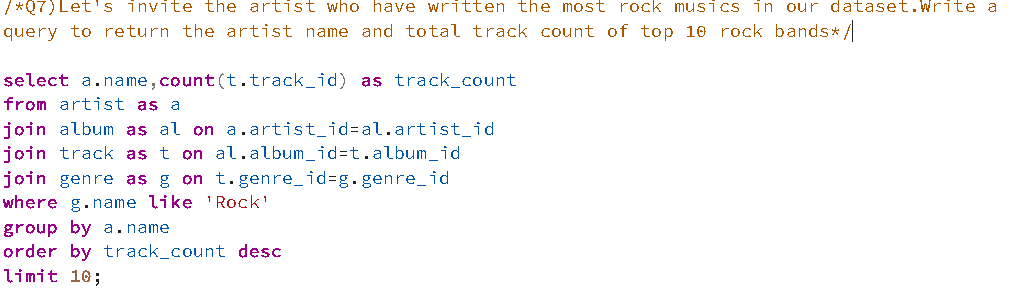 /*Q7)Let's invite the artist who have written the most rock musics in our dataset.Write a
query to return the artist name and total track count of top 10 rock bands*/
select a.name,count(t.track_id) as track_count
from artist as a
join album as al on a.artist_id=al.artist_id
join track as t on al.album_id=t.album_id
join genre as g on t.genre_id=g.genre_id
where g.name like 'Rock'
group by a.name
order by track_count desc
limit 10;